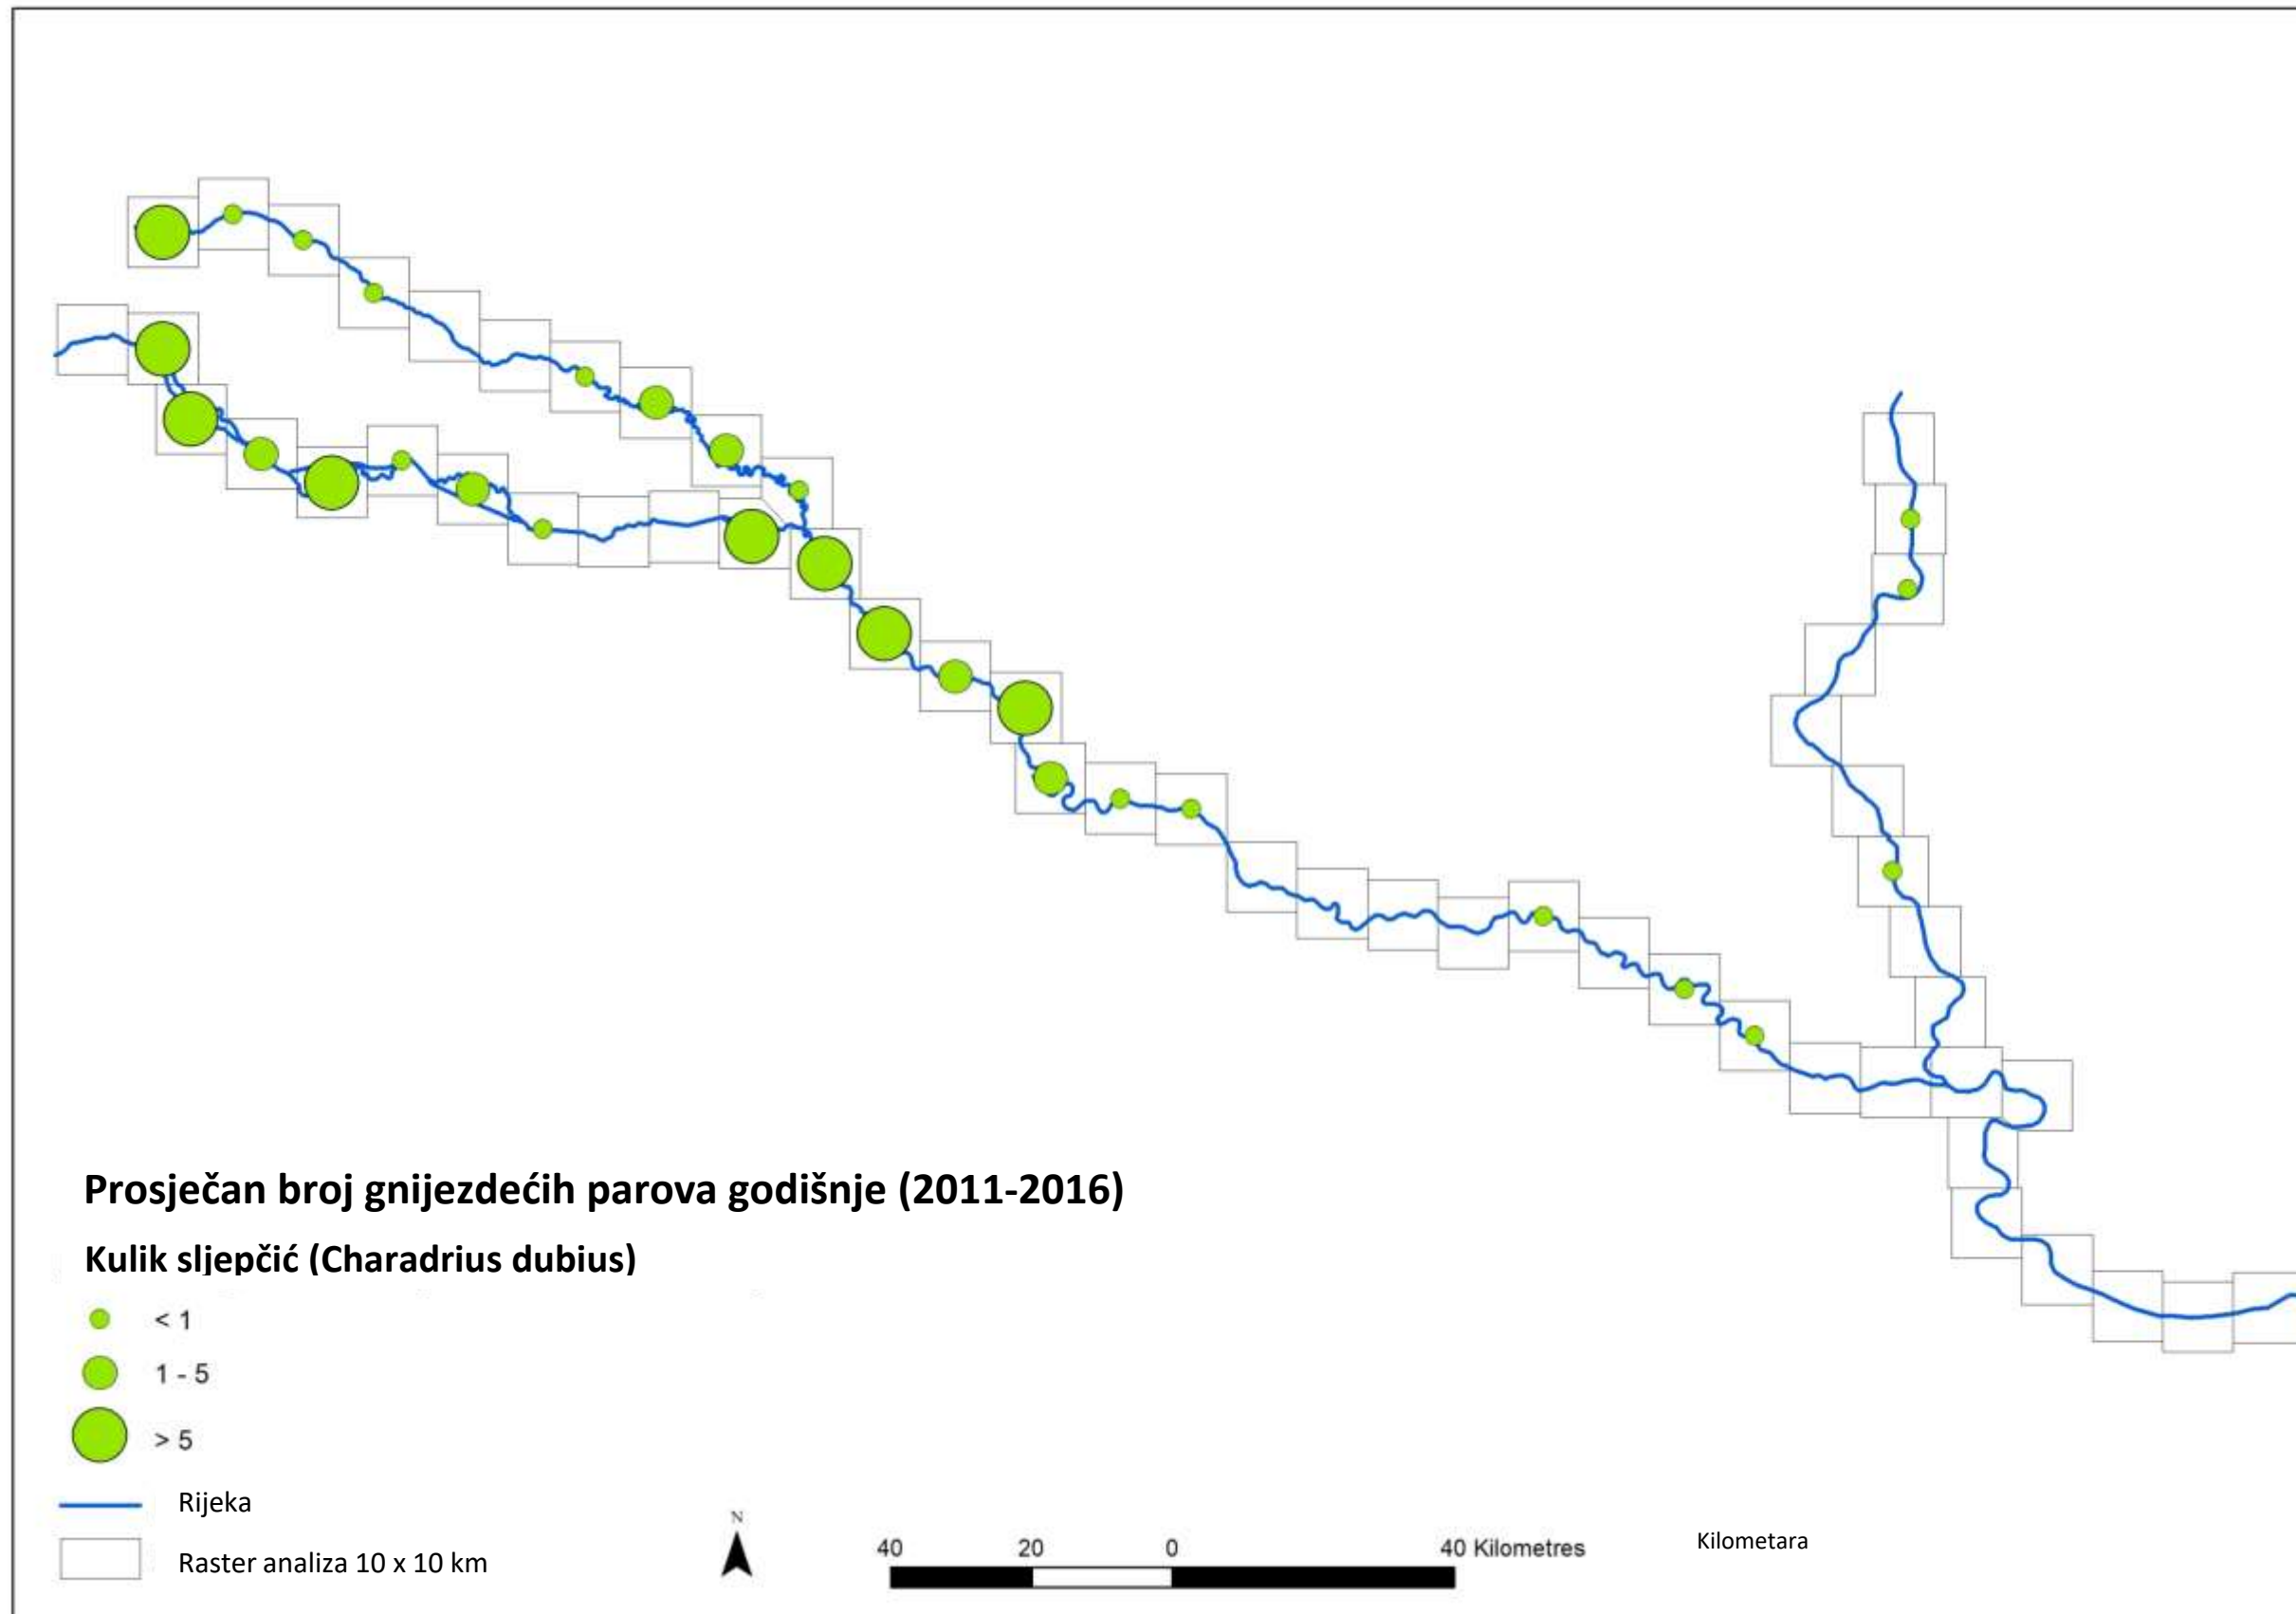 Prosječan broj gnijezdećih parova godišnje (2011-2016)
Kulik sljepčić (Charadrius dubius)
< 1
1 - 5
> 5
Rijeka
Raster analiza 10 x 10 km
N
40 20 0 40 Kilometres
Kilometara